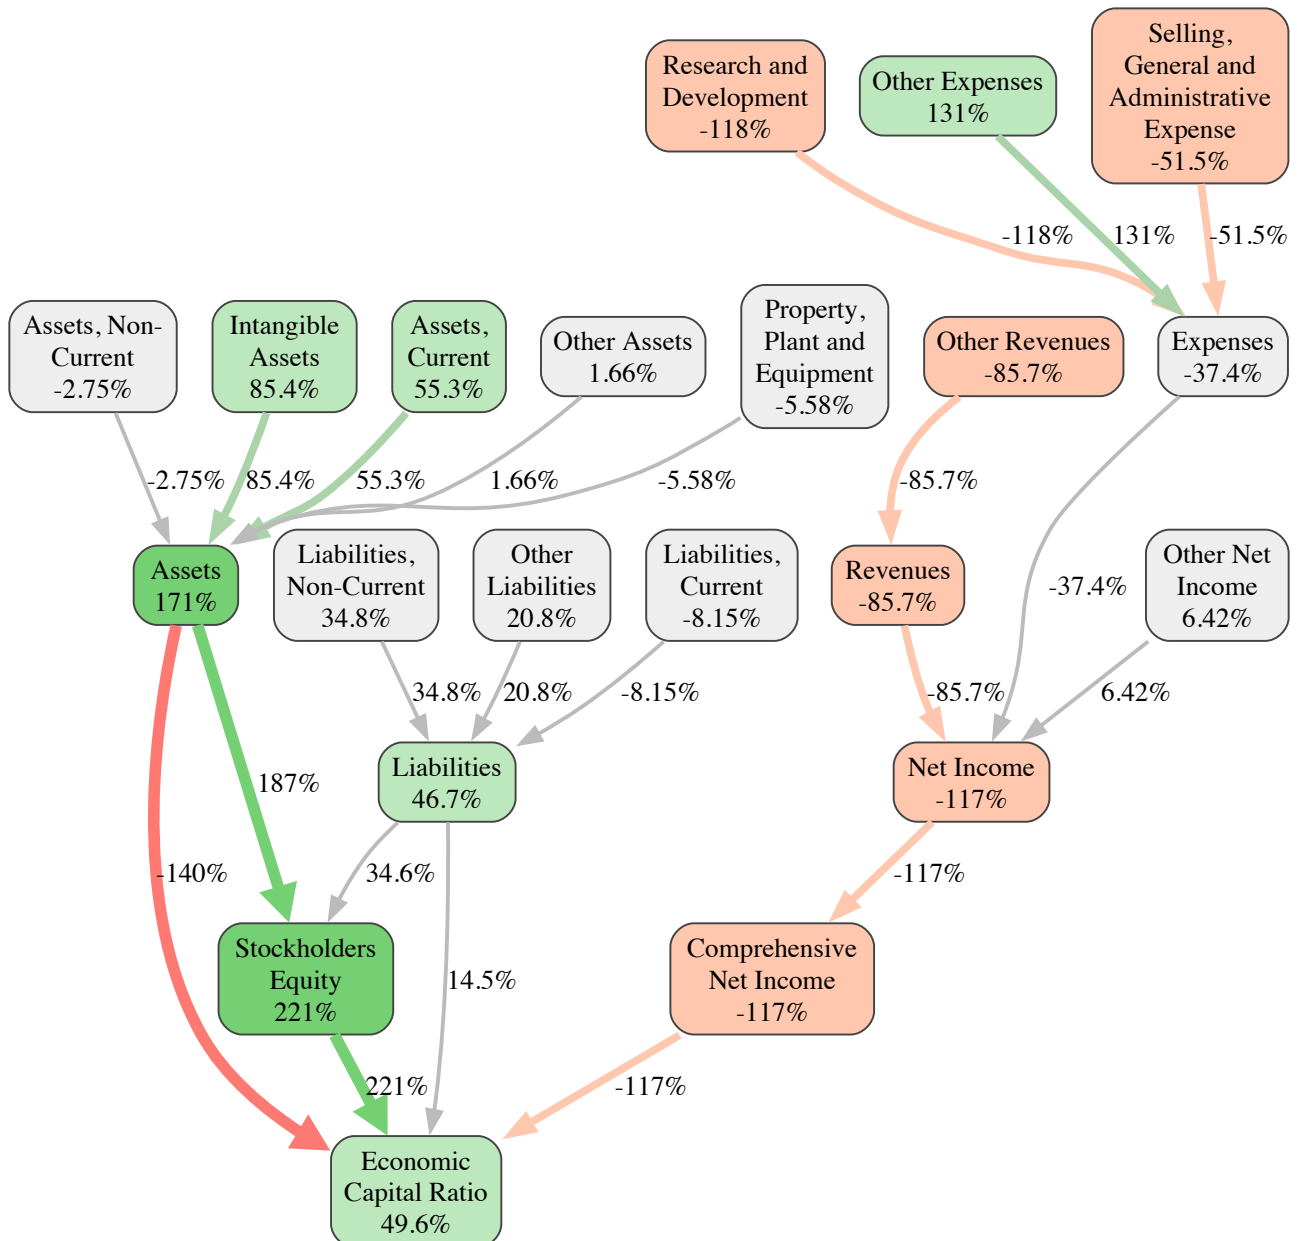 Selling,
General and
Administrative
Expense
-51.5%
Research and
Development
-118%
Other Expenses
131%
-118%
131%
-51.5%
Assets, Non-
Current
-2.75%
Intangible
Assets
85.4%
Assets,
Current
55.3%
Other Assets
1.66%
Property,
Plant and
Equipment
-5.58%
Other Revenues
-85.7%
Expenses
-37.4%
-2.75%
85.4%
55.3%
1.66%
-5.58%
-85.7%
Assets
171%
Liabilities,
Non-Current
34.8%
Other
Liabilities
20.8%
Liabilities,
Current
-8.15%
Revenues
-85.7%
-37.4%
Other Net
Income
6.42%
34.8%
20.8%
-8.15%
-85.7%
6.42%
187%
Liabilities
46.7%
Net Income
-117%
-140%
34.6%
-117%
Stockholders
Equity
221%
14.5%
Comprehensive
Net Income
-117%
221%
-117%
Economic
Capital Ratio
49.6%